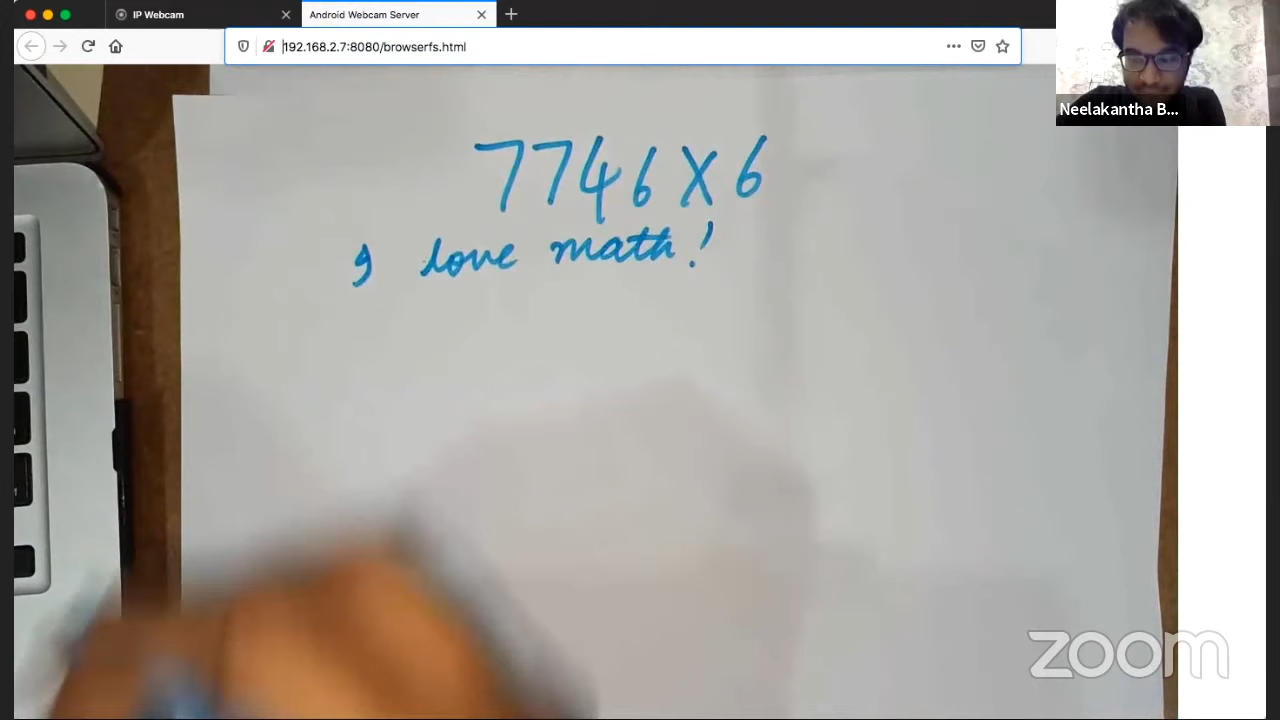 IP Webcam
Android Webcam Server
192.168.2.7:8080/browserfs.html
Neelakantha B...
7746 X 6
I love math!
zoom